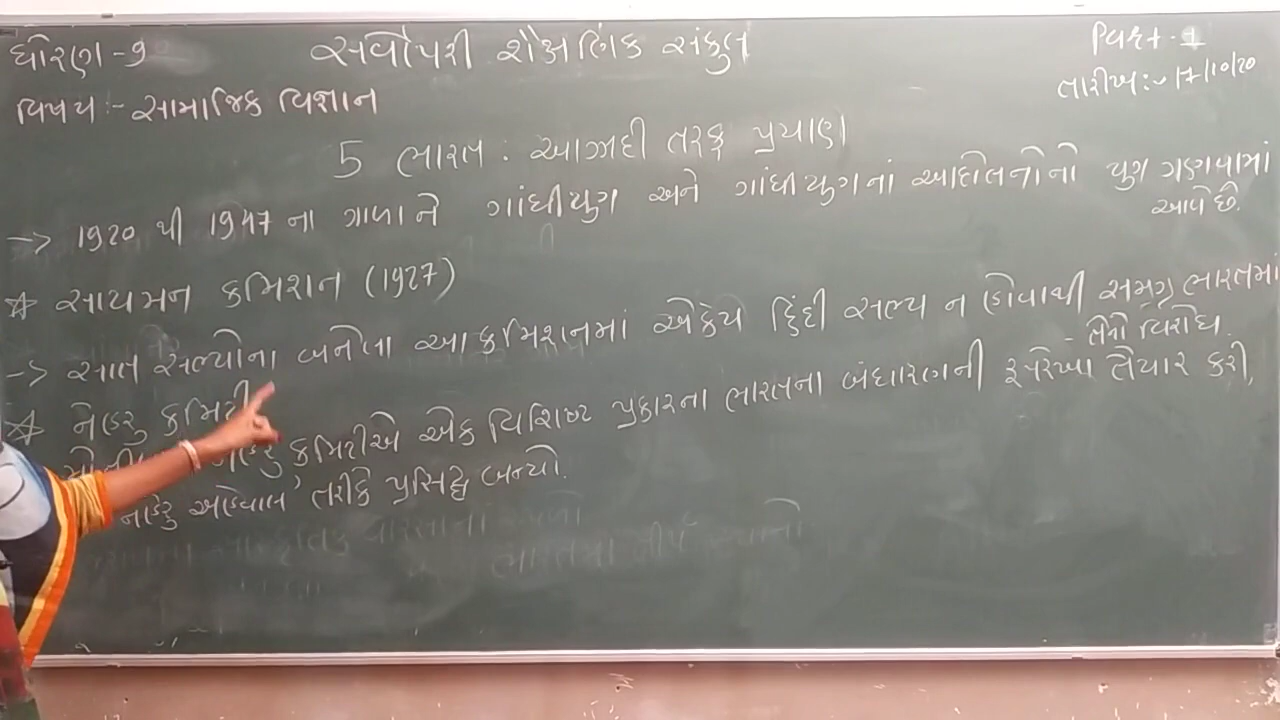 ધોરણ - 9
સર્વોપરી શૈક્ષણિક સંકુલ
વિષય :- સામાજિક વિજ્ઞાન
તારીખ :- 17/10/20
5 ભારત : આઝાદી તરફ પ્રયાણ
-> 1920 થી 1947 ના ગાળાને ગાંધીયુગ અને ગાંધીયુગનાં આંદોલનોનો યુગ ગણવામાં
આવે છે.
☆ સાયમન કમિશન (1927)
-> સાત સભ્યોના બનેલા આ કમિશનમાં એકેય હિંદી સભ્ય ન હોવાથી સમગ્ર ભારતમાં
- તેનો વિરોધ.
☆ નેહરુ કમિટી
કમિટીએ એક વિશિષ્ટ પ્રકારના ભારતના બંધારણની રૂપરેખા તૈયાર કરી,
અહેવાલ' તરીકે પ્રસિદ્ધ બન્યો.